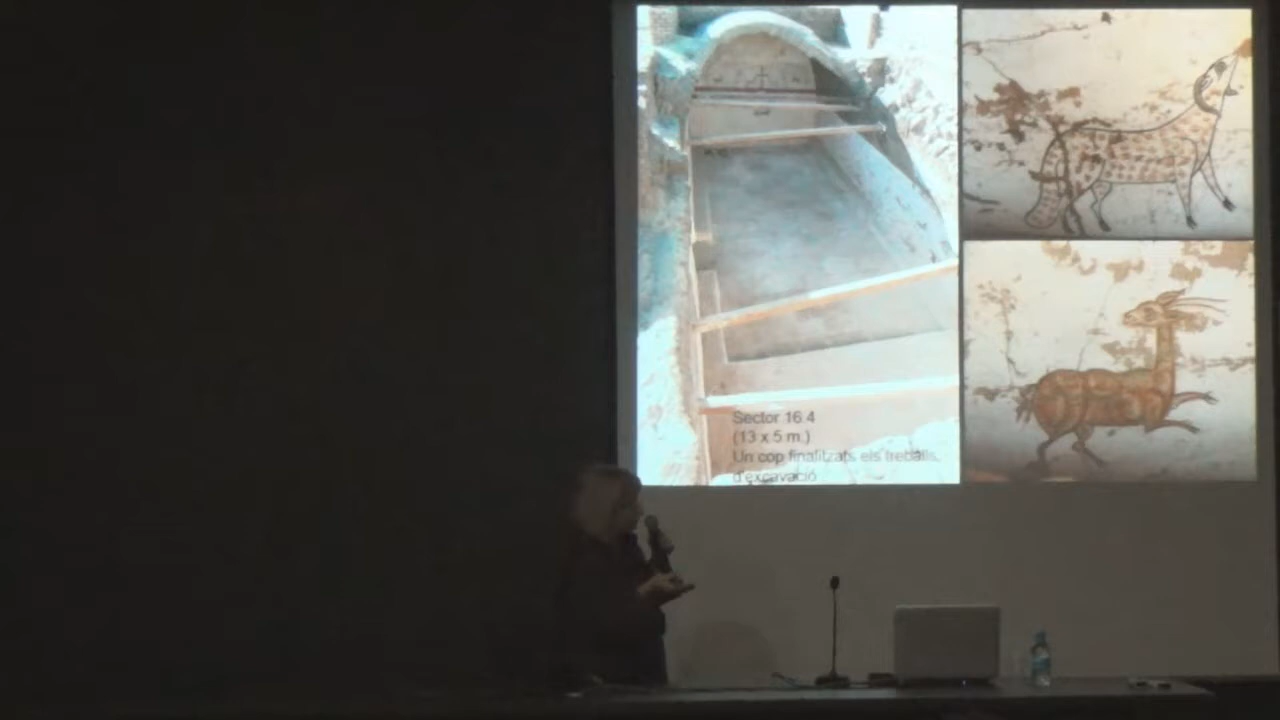 Sector 16.4
(13 x 5 m.)
Un cop finalitzats els treballs,
d'excavació